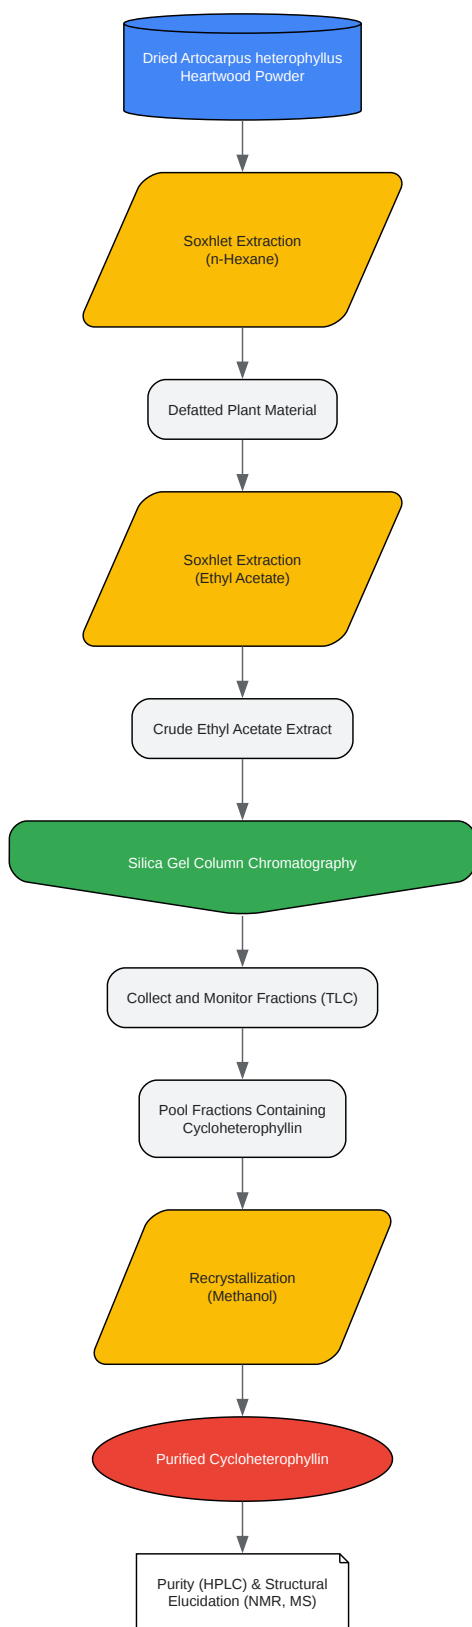 Dried Artocarpus heterophyllus
Heartwood Powder
Soxhlet Extraction
(n-Hexane)
Defatted Plant Material
Soxhlet Extraction
(Ethyl Acetate)
Crude Ethyl Acetate Extract
Silica Gel Column Chromatography
Collect and Monitor Fractions (TLC)
Pool Fractions Containing
Cycloheterophyllin
Recrystallization
(Methanol)
Purified Cycloheterophyllin
Purity (HPLC) & Structural
Elucidation (NMR, MS)